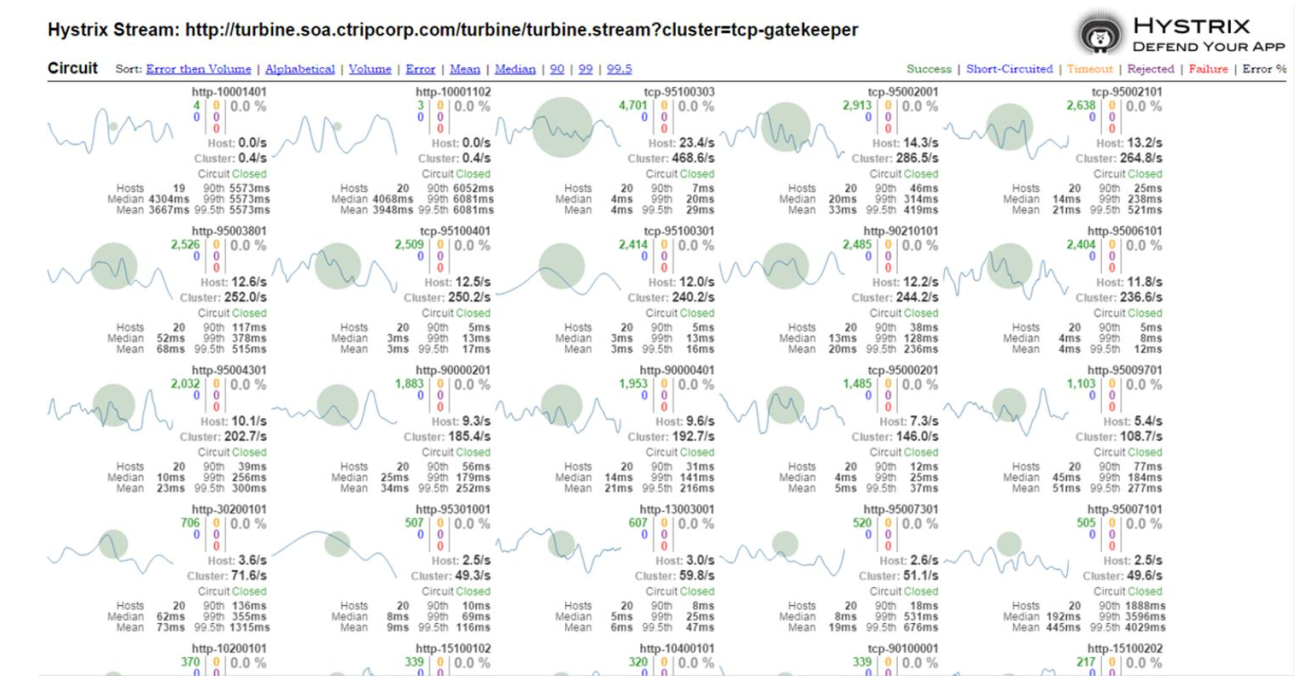 Hystrix Stream: http://turbine.soa.ctripcorp.com/turbine/turbine.stream?cluster=tcp-gatekeeper
HYSTRIX
DEFEND YOUR APP
Circuit Sort: Error then Volume | Alphabetical | Volume | Error | Mean | Median | 90 | 99 | 99.5
Success | Short-Circuited | Timeout | Rejected | Failure | Error %
http-10001401
4 0 0.0 %
0 0
0
Host: 0.0/s
Cluster: 0.4/s
Circuit Closed
Hosts 19 90th 5573ms
Median 4304ms 99th 5573ms
Mean 3667ms 99.5th 5573ms
http-10001102
3 0 0.0 %
0 0
0
Host: 0.0/s
Cluster: 0.4/s
Circuit Closed
Hosts 20 90th 6052ms
Median 4068ms 99th 6081ms
Mean 3948ms 99.5th 6081ms
tcp-95100303
4,701 0 0.0 %
0 0
0
Host: 23.4/s
Cluster: 468.6/s
Circuit Closed
Hosts 20 90th 7ms
Median 4ms 99th 20ms
Mean 4ms 99.5th 29ms
tcp-95002001
2,913 0 0.0 %
0 0
0
Host: 14.3/s
Cluster: 286.5/s
Circuit Closed
Hosts 20 90th 46ms
Median 20ms 99th 314ms
Mean 33ms 99.5th 419ms
tcp-95002101
2,638 0 0.0 %
0 0
0
Host: 13.2/s
Cluster: 264.8/s
Circuit Closed
Hosts 20 90th 25ms
Median 14ms 99th 238ms
Mean 21ms 99.5th 521ms
http-95003801
2,526 0 0.0 %
0 0
0
Host: 12.6/s
Cluster: 252.0/s
Circuit Closed
Hosts 20 90th 117ms
Median 52ms 99th 378ms
Mean 68ms 99.5th 515ms
tcp-95100401
2,509 0 0.0 %
0 0
0
Host: 12.5/s
Cluster: 250.2/s
Circuit Closed
Hosts 20 90th 5ms
Median 3ms 99th 13ms
Mean 3ms 99.5th 17ms
tcp-95100301
2,414 0 0.0 %
0 0
0
Host: 12.0/s
Cluster: 240.2/s
Circuit Closed
Hosts 20 90th 5ms
Median 3ms 99th 13ms
Mean 3ms 99.5th 16ms
http-90210101
2,485 0 0.0 %
0 0
0
Host: 12.2/s
Cluster: 244.2/s
Circuit Closed
Hosts 20 90th 38ms
Median 13ms 99th 128ms
Mean 20ms 99.5th 236ms
http-95006101
2,404 0 0.0 %
0 0
0
Host: 11.8/s
Cluster: 236.6/s
Circuit Closed
Hosts 20 90th 5ms
Median 4ms 99th 8ms
Mean 4ms 99.5th 12ms
http-95004301
2,032 0 0.0 %
0 0
0
Host: 10.1/s
Cluster: 202.7/s
Circuit Closed
Hosts 20 90th 39ms
Median 10ms 99th 256ms
Mean 23ms 99.5th 300ms
http-90000201
1,883 0 0.0 %
0 0
0
Host: 9.3/s
Cluster: 185.4/s
Circuit Closed
Hosts 20 90th 56ms
Median 25ms 99th 179ms
Mean 34ms 99.5th 252ms
http-90000401
1,953 0 0.0 %
0 0
0
Host: 9.6/s
Cluster: 192.7/s
Circuit Closed
Hosts 20 90th 31ms
Median 14ms 99th 141ms
Mean 21ms 99.5th 216ms
tcp-95000201
1,485 0 0.0 %
0 0
0
Host: 7.3/s
Cluster: 146.0/s
Circuit Closed
Hosts 20 90th 12ms
Median 4ms 99th 25ms
Mean 5ms 99.5th 37ms
http-95009701
1,103 0 0.0 %
0 0
0
Host: 5.4/s
Cluster: 108.7/s
Circuit Closed
Hosts 20 90th 77ms
Median 45ms 99th 184ms
Mean 51ms 99.5th 277ms
http-30200101
706 0 0.0 %
0 0
0
Host: 3.6/s
Cluster: 71.6/s
Circuit Closed
Hosts 20 90th 136ms
Median 62ms 99th 355ms
Mean 73ms 99.5th 1315ms
http-95301001
507 0 0.0 %
0 0
0
Host: 2.5/s
Cluster: 49.3/s
Circuit Closed
Hosts 20 90th 10ms
Median 8ms 99th 69ms
Mean 9ms 99.5th 116ms
http-13003001
607 0 0.0 %
0 0
0
Host: 3.0/s
Cluster: 59.8/s
Circuit Closed
Hosts 20 90th 8ms
Median 5ms 99th 25ms
Mean 6ms 99.5th 47ms
http-95007301
520 0 0.0 %
0 0
0
Host: 2.6/s
Cluster: 51.1/s
Circuit Closed
Hosts 20 90th 18ms
Median 8ms 99th 531ms
Mean 19ms 99.5th 676ms
http-95007101
505 0 0.0 %
0 0
0
Host: 2.5/s
Cluster: 49.6/s
Circuit Closed
Hosts 20 90th 1888ms
Median 192ms 99th 3596ms
Mean 445ms 99.5th 4029ms
http-10200101
370 0 0.0 %
0 0
http-15100102
339 0 0.0 %
0 0
http-10400101
320 0 0.0 %
0 0
tcp-90100001
339 0 0.0 %
0 0
http-15100202
217 0 0.0 %
0 0